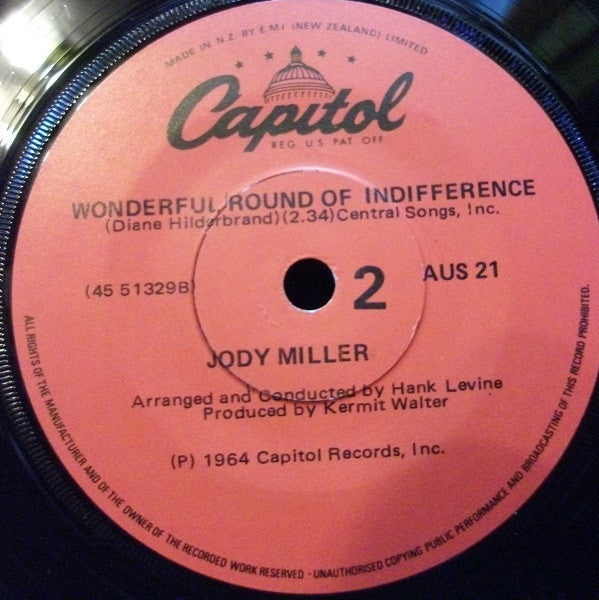 MADE IN N.Z. BY E M I (NEW ZEALAND) LIMITED
Capitol
REG. U.S. PAT. OFF
WONDERFUL ROUND OF INDIFFERENCE
(Diane Hilderbrand)(2.34)Central Songs, Inc.
(45 51329B)
2
AUS 21
JODY MILLER
Arranged and Conducted by Hank Levine
Produced by Kermit Walter
(P) 1964 Capitol Records, Inc.
ALL RIGHTS OF THE MANUFACTURER AND OF THE OWNER OF THE RECORDED WORK RESERVED · UNAUTHORISED COPYING PUBLIC PERFORMANCE AND BROADCASTING OF THIS RECORD PROHIBITED.